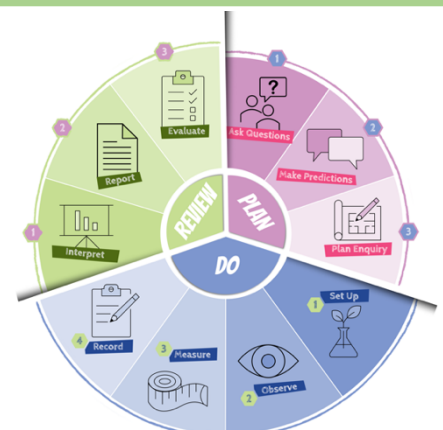 PLAN
1
Ask Questions
?
2
Make Predictions
3
Plan Enquiry
DO
1
Set Up
2
Observe
3
Measure
4
Record
REVIEW
1
Interpret
2
Report
3
Evaluate